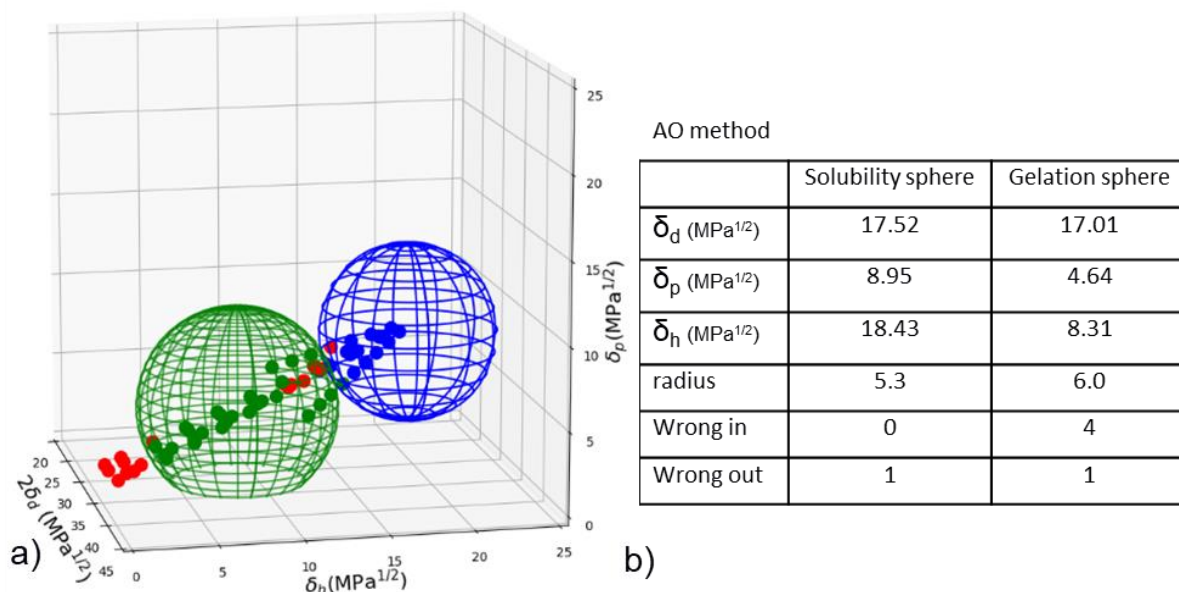 25
20
15
10
5
0
δp(MPa1/2)
20
25
30
35
40
45
2δd (MPa1/2)
0
5
10
15
20
25
δh(MPa1/2)
a)
AO method
Solubility sphere Gelation sphere
δd (MPa1/2) 17.52 17.01
δp (MPa1/2) 8.95 4.64
δh (MPa1/2) 18.43 8.31
radius 5.3 6.0
Wrong in 0 4
Wrong out 1 1
b)